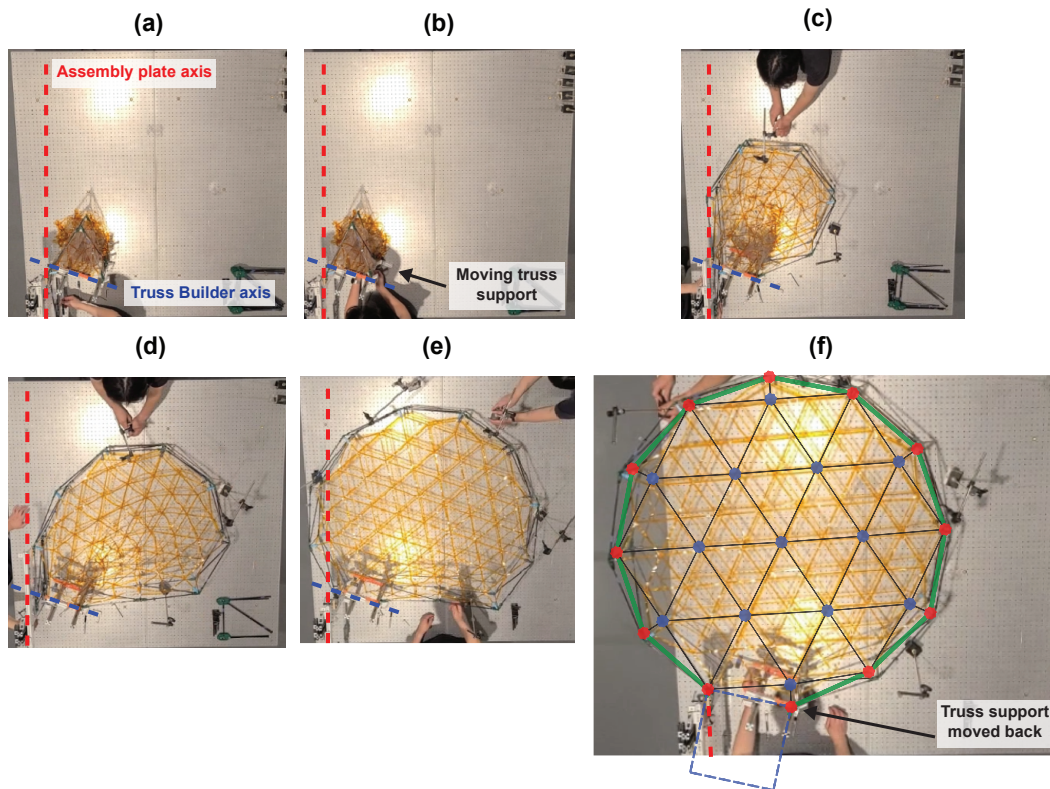 (a)
(b)
(c)
Assembly plate axis
Truss Builder axis
Moving truss
support
(d)
(e)
(f)
Truss support
moved back